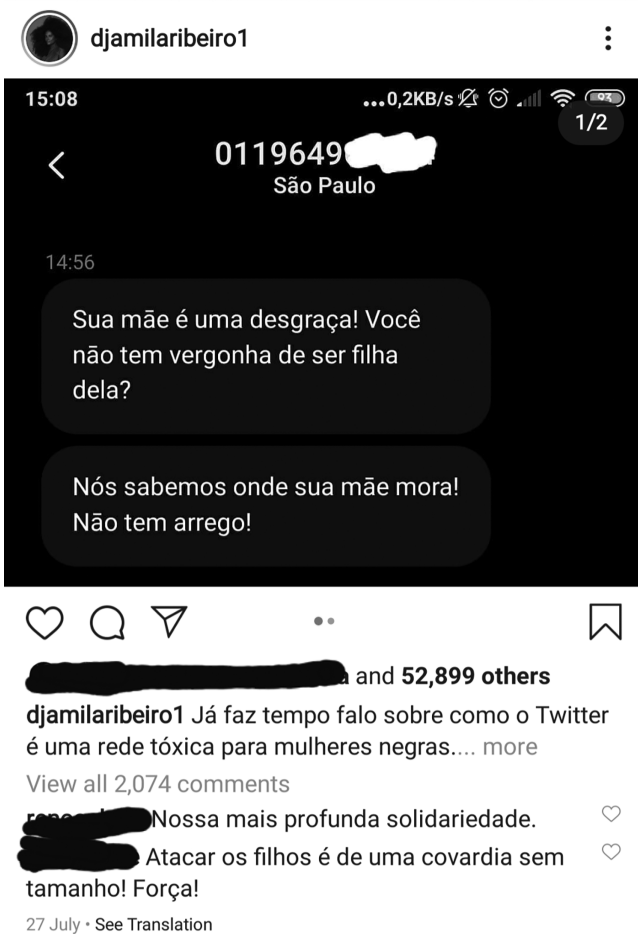 djamilaribeiro1
15:08
...0,2KB/s
93
1/2
0119649
São Paulo
14:56
Sua mãe é uma desgraça! Você
não tem vergonha de ser filha
dela?
Nós sabemos onde sua mãe mora!
Não tem arrego!
and 52,899 others
djamilaribeiro1 Já faz tempo falo sobre como o Twitter
é uma rede tóxica para mulheres negras.... more
View all 2,074 comments
Nossa mais profunda solidariedade.
Atacar os filhos é de uma covardia sem
tamanho! Força!
27 July • See Translation